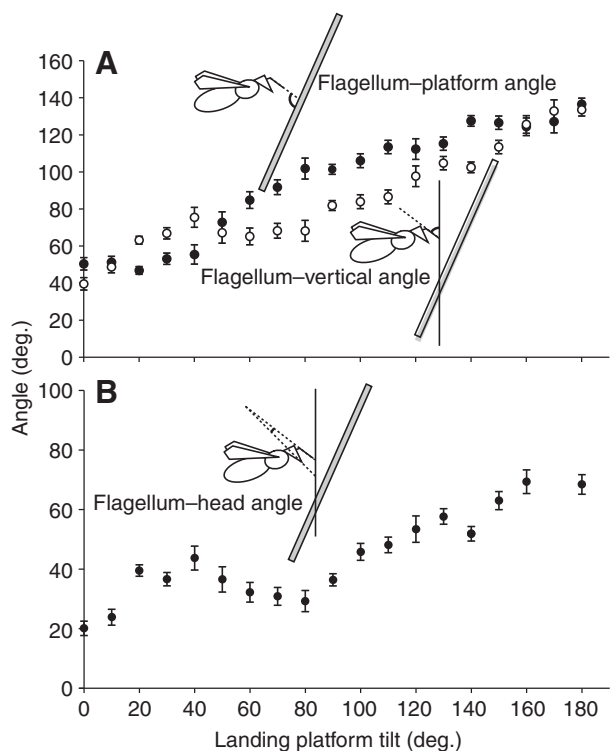 A
160
140
120
100
80
60
40
20
0
Flagellum–platform angle
Flagellum–vertical angle
Angle (deg.)
B
100
80
60
40
20
0
Flagellum–head angle
0 20 40 60 80 100 120 140 160 180
Landing platform tilt (deg.)